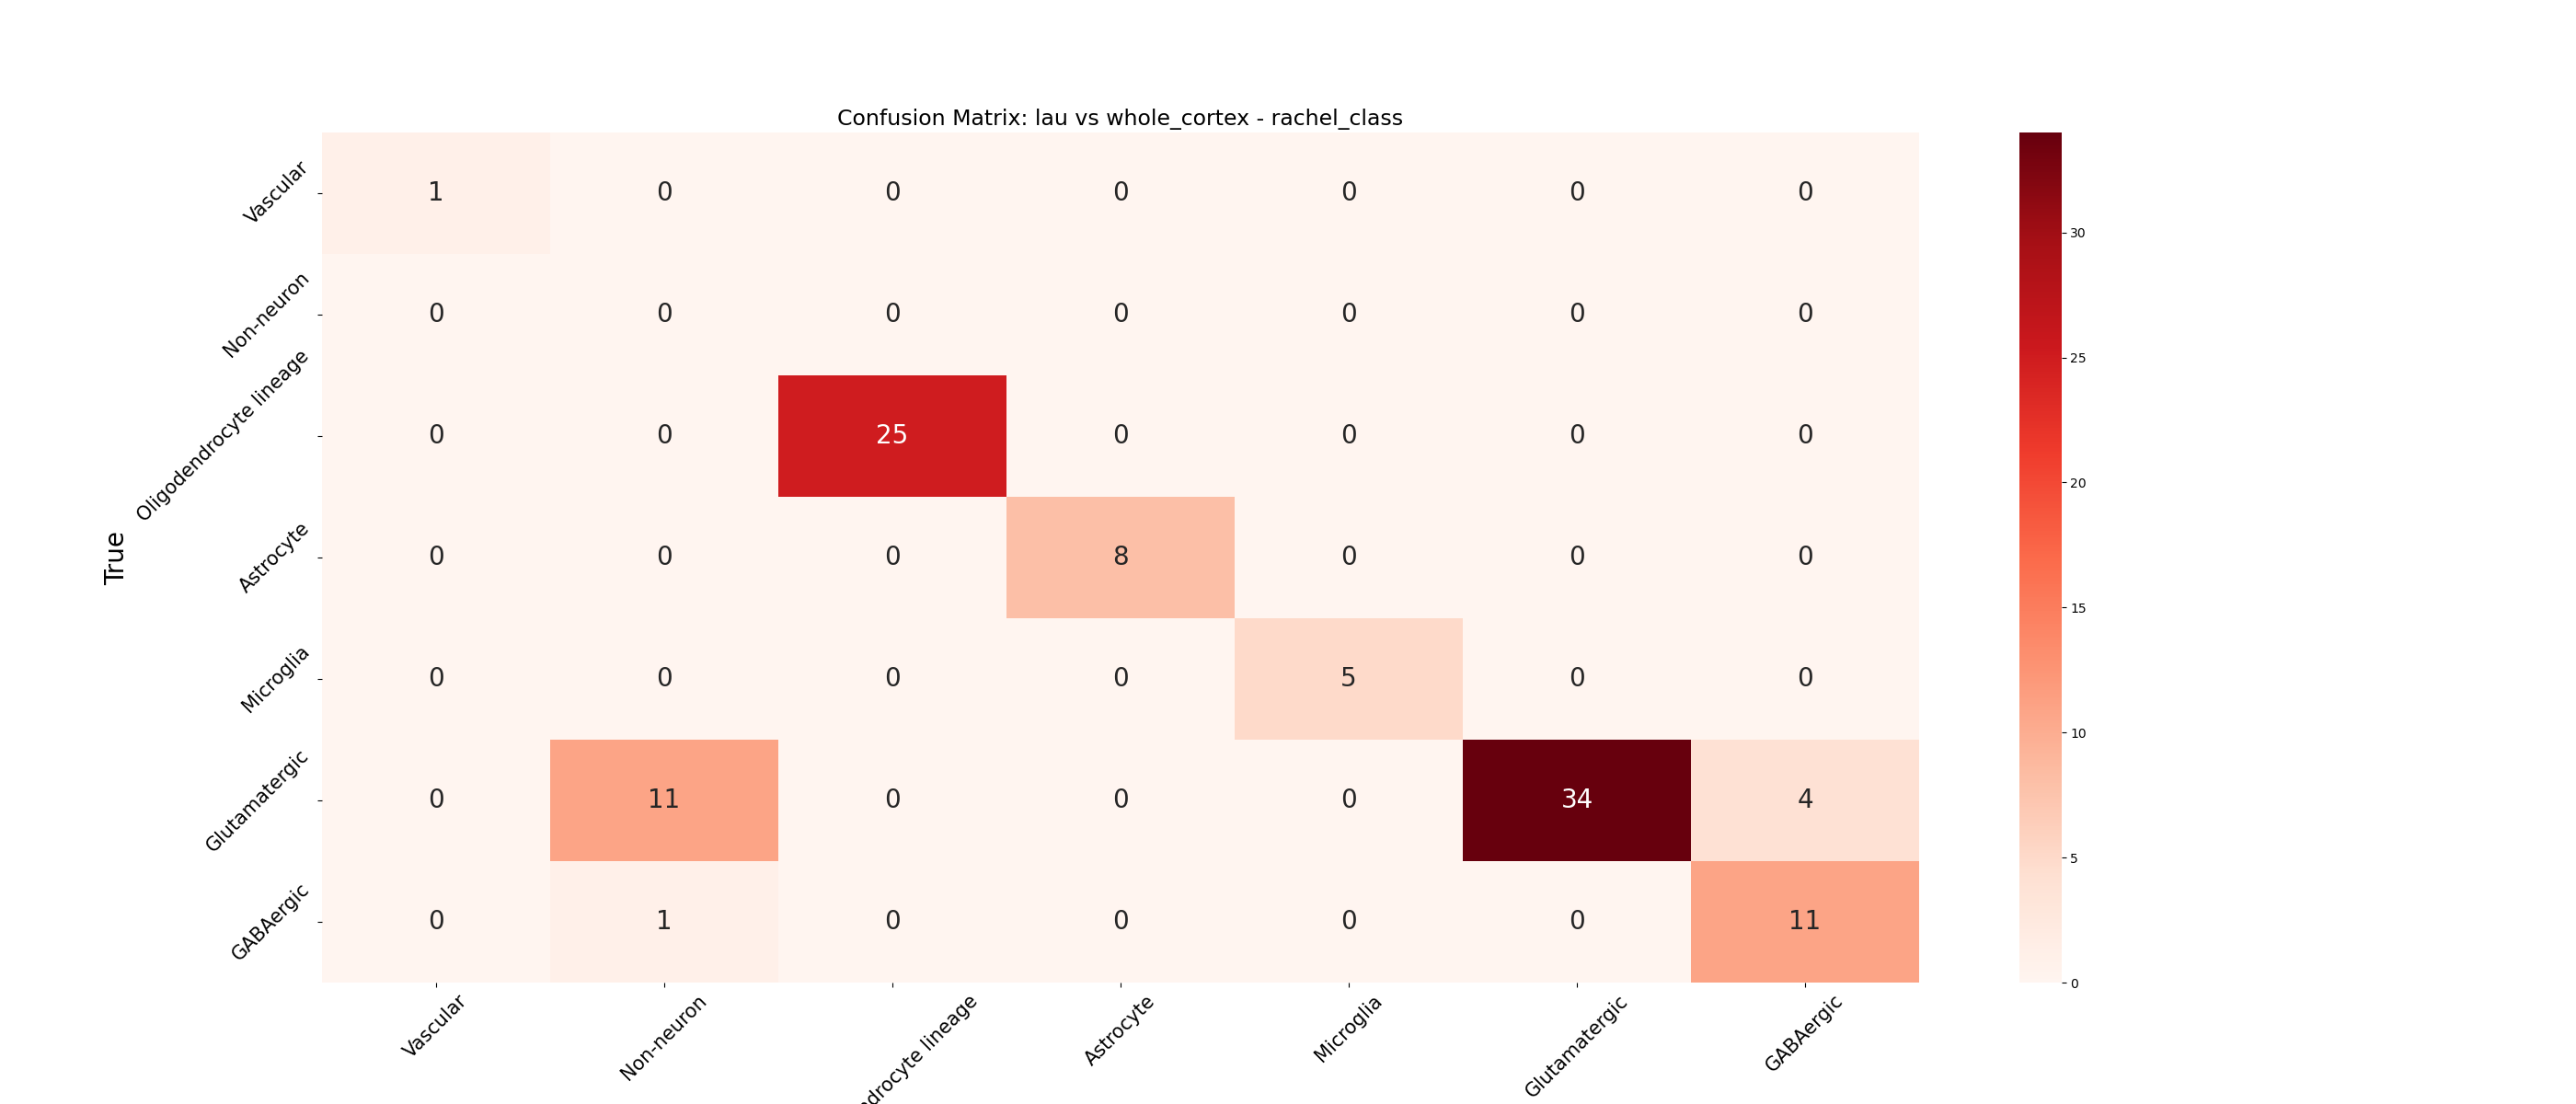 Confusion Matrix: lau vs whole_cortex - rachel_class
True
Vascular 1 0 0 0 0 0 0
Non-neuron 0 0 0 0 0 0 0
Oligodendrocyte lineage 0 0 25 0 0 0 0
Astrocyte 0 0 0 8 0 0 0
Microglia 0 0 0 0 5 0 0
Glutamatergic 0 11 0 0 0 34 4
GABAergic 0 1 0 0 0 0 11
Vascular Non-neuron lineage Astrocyte Microglia Glutamatergic GABAergic
30
25
20
15
10
5
0